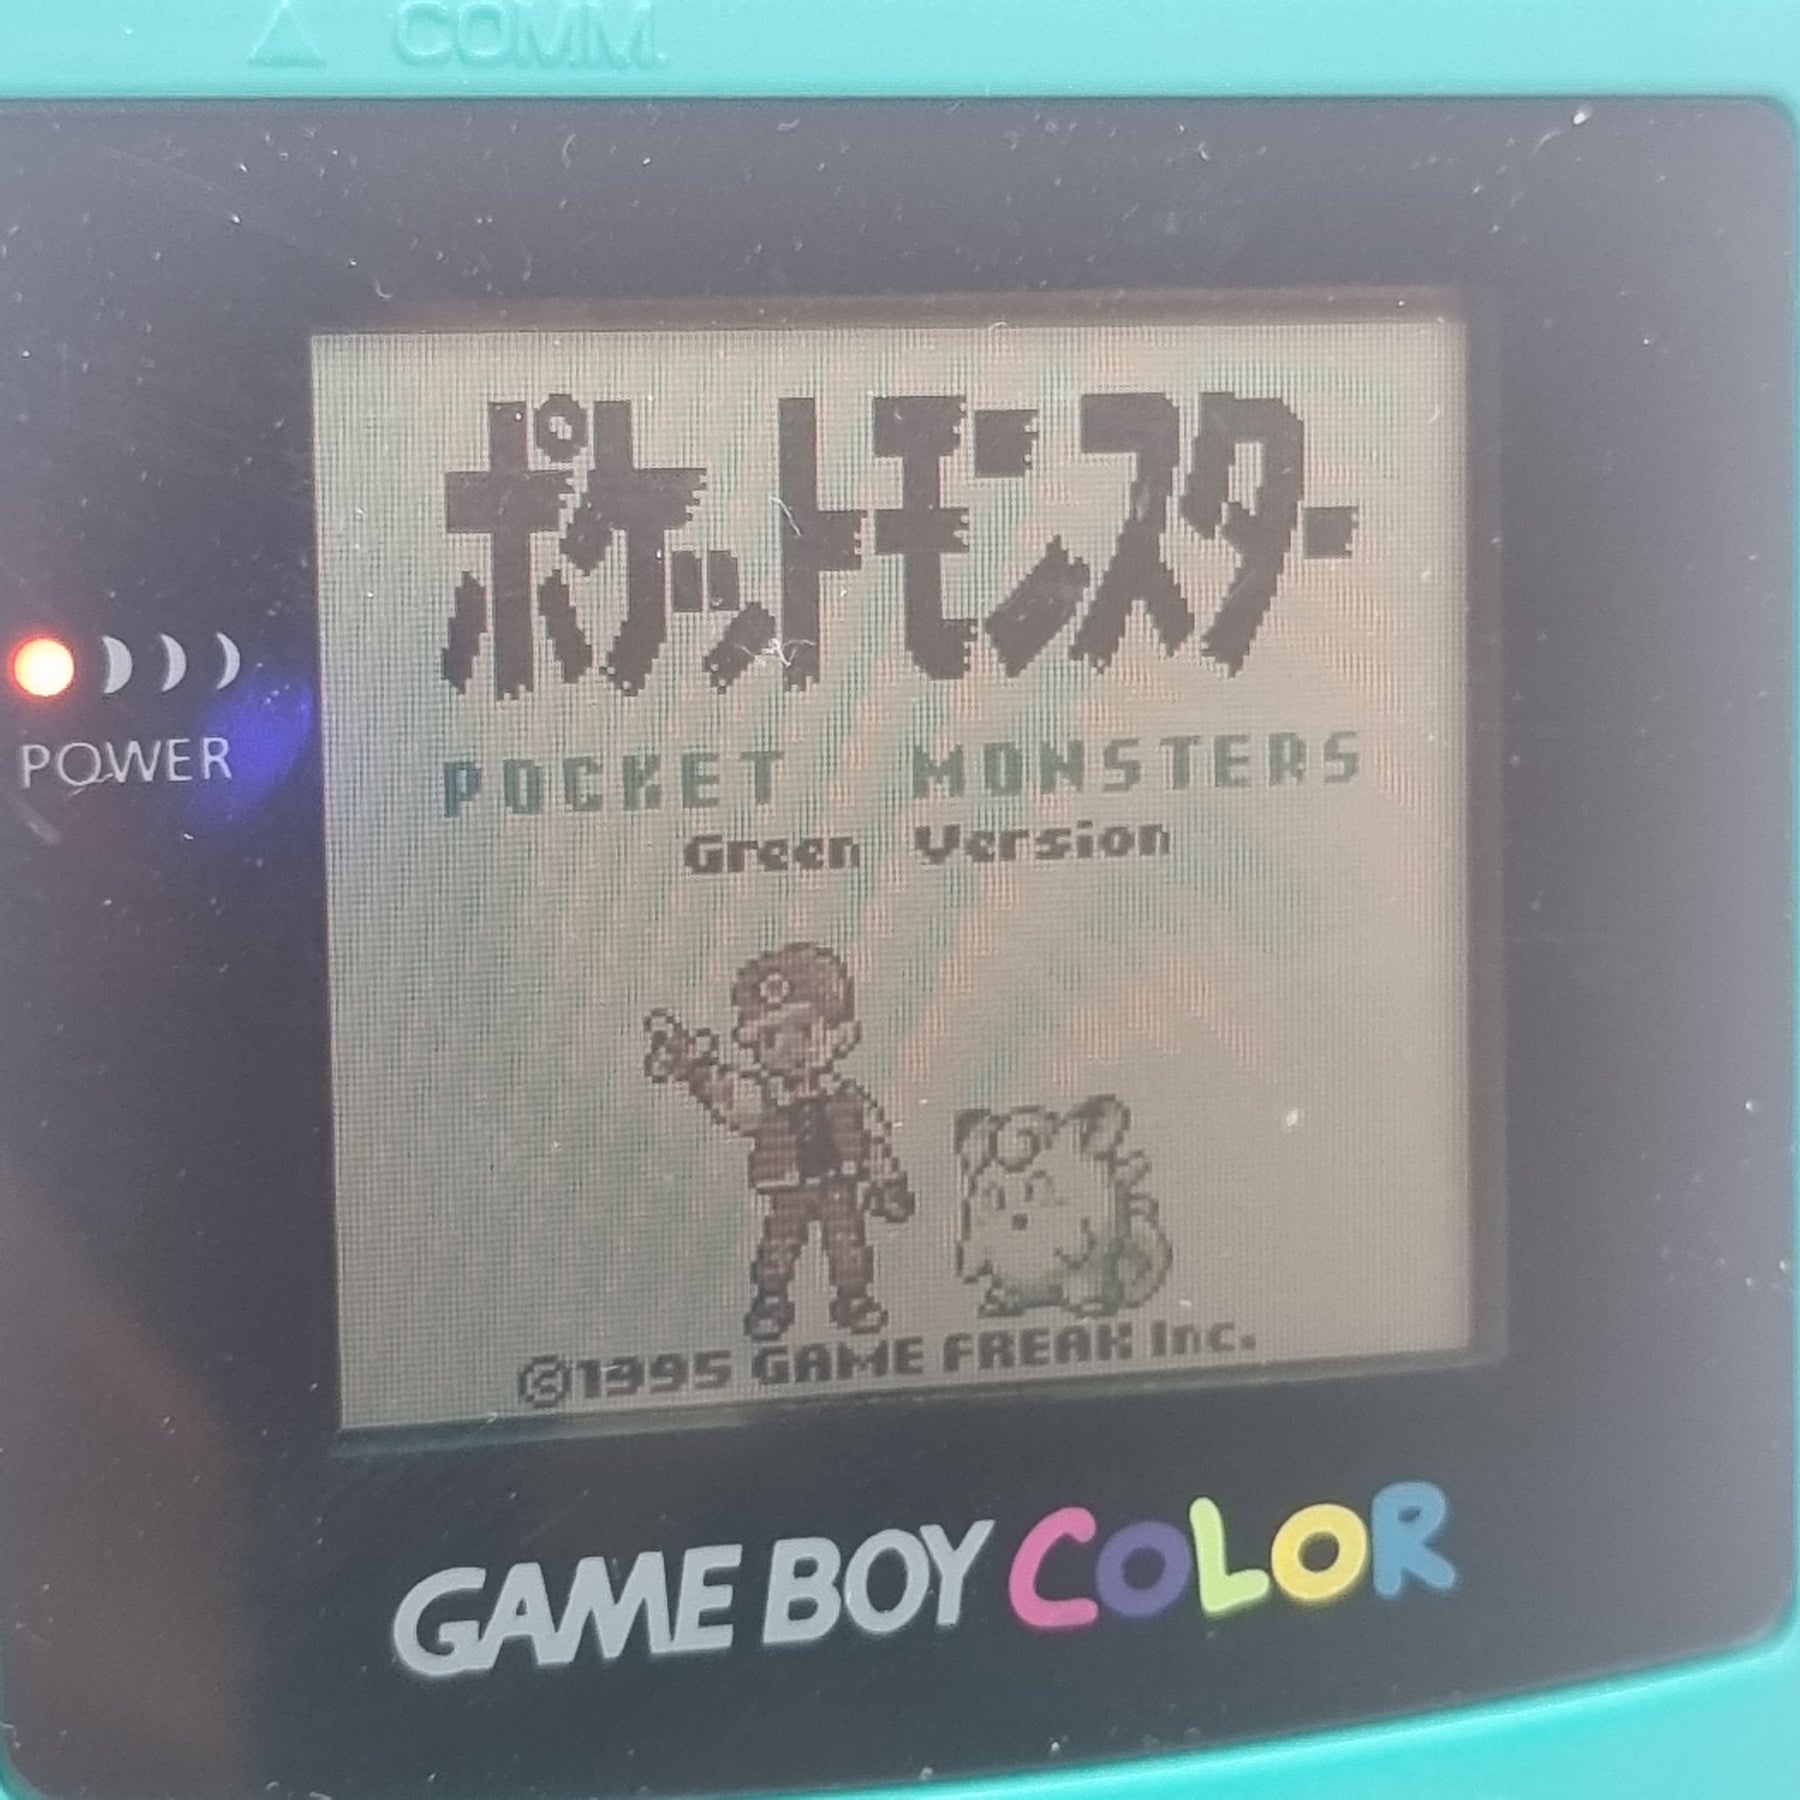 COMM.
ポケットモンスター
POCKET MONSTERS
Green Version
POWER
©1995 GAME FREAK Inc.
GAME BOY COLOR